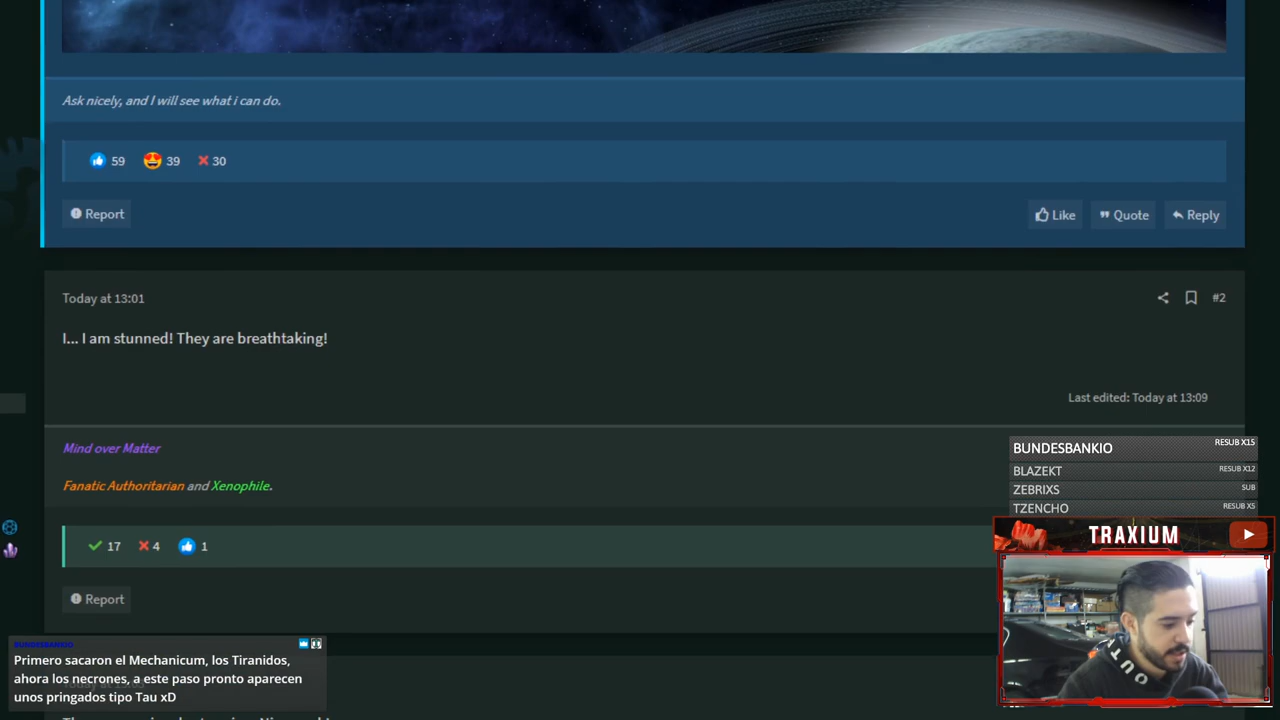 Ask nicely, and I will see what i can do.
59 39 30
Report
Like Quote Reply
Today at 13:01
#2
I... I am stunned! They are breathtaking!
Last edited: Today at 13:09
Mind over Matter
Fanatic Authoritarian and Xenophile.
17 4 1
Report
BUNDESBANKIO RESUB X15
BLAZEKT RESUB X12
ZEBRIXS SUB
TZENCHO RESUB X5
TRAXIUM
OUT
BUNDESBANKIO
Primero sacaron el Mechanicum, los Tiranidos,
ahora los necrones, a este paso pronto aparecen
unos pringados tipo Tau xD